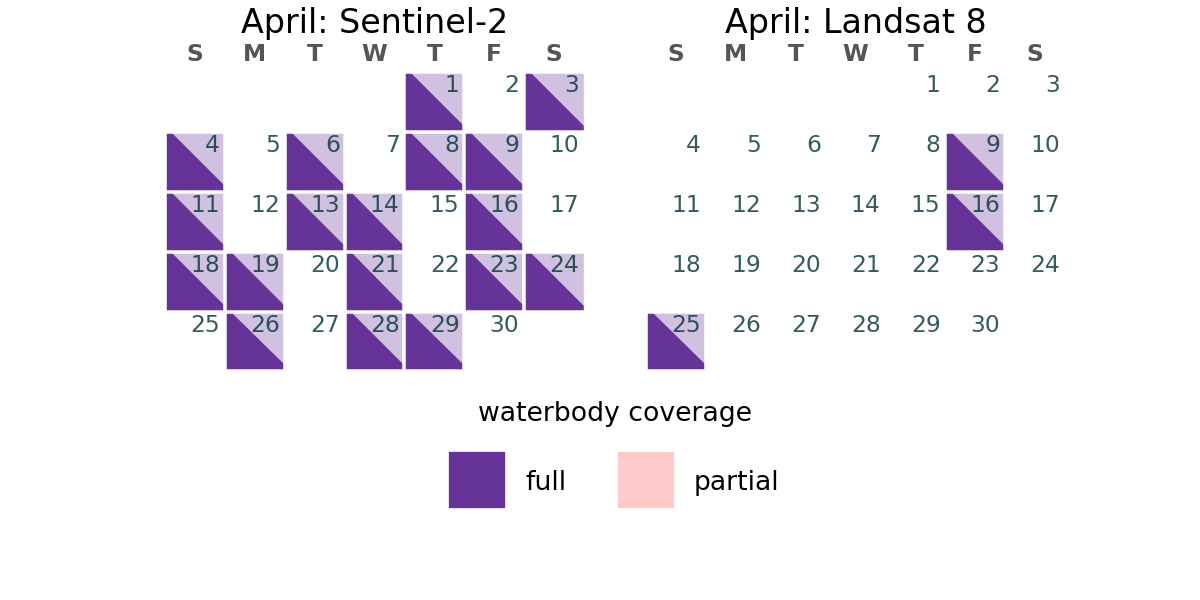 April: Sentinel-2
S M T W T F S
1 2 3
4 5 6 7 8 9 10
11 12 13 14 15 16 17
18 19 20 21 22 23 24
25 26 27 28 29 30
April: Landsat 8
S M T W T F S
1 2 3
4 5 6 7 8 9 10
11 12 13 14 15 16 17
18 19 20 21 22 23 24
25 26 27 28 29 30
waterbody coverage
full
partial